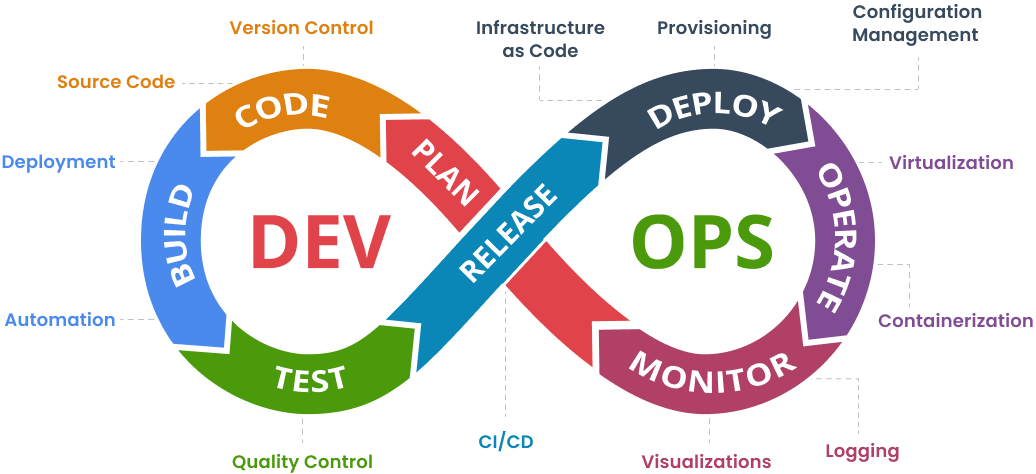 Version Control
Infrastructure
as Code
Provisioning
Configuration
Management
Source Code
CODE
DEPLOY
Deployment
PLAN
Virtualization
BUILD
DEV
RELEASE
OPS
OPERATE
Automation
Containerization
TEST
MONITOR
Quality Control
CI/CD
Visualizations
Logging